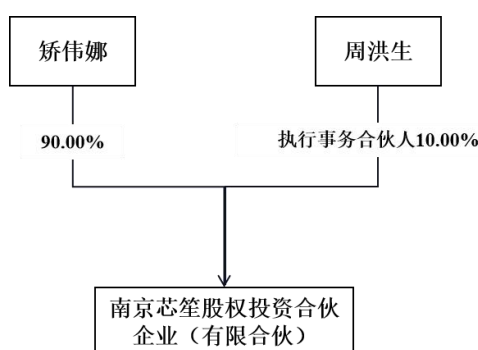 矫伟娜
周洪生
90.00%
执行事务合伙人10.00%
南京芯笙股权投资合伙
企业（有限合伙）